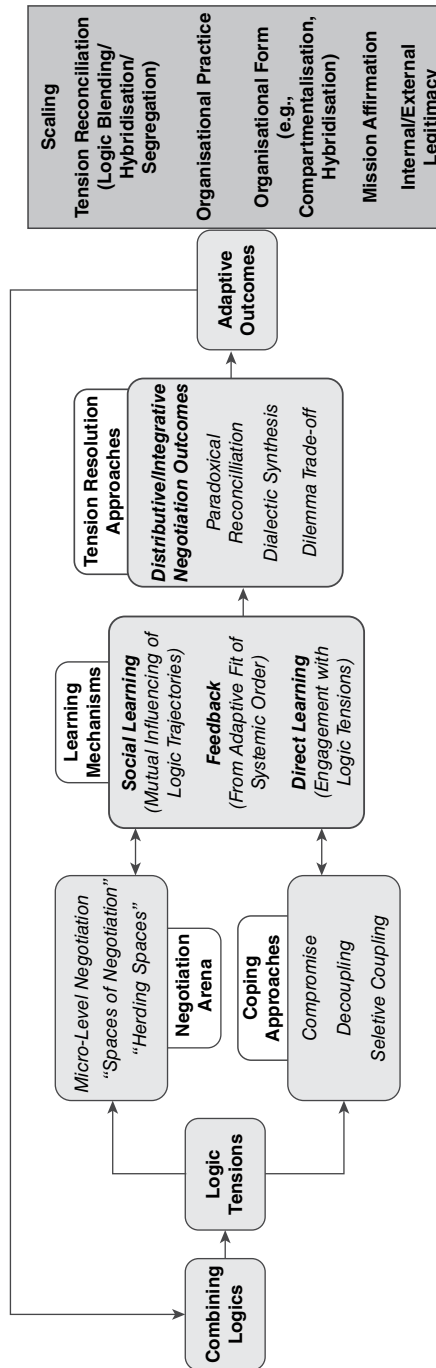 Combining
Logics
Logic
Tensions
Micro-Level Negotiation
“Spaces of Negotiation”
“Herding Spaces”
Negotiation
Arena
Coping
Approaches
Compromise
Decoupling
Seletive Coupling
Learning
Mechanisms
Social Learning
(Mutual Influencing of
Logic Trajectories)
Feedback
(From Adaptive Fit of
Systemic Order)
Direct Learning
(Engagement with
Logic Tensions)
Tension Resolution
Approaches
Distributive/Integrative
Negotiation Outcomes
Paradoxical
Reconcilliation
Dialectic Synthesis
Dilemma Trade-off
Adaptive
Outcomes
Scaling
Tension Reconciliation
(Logic Blending/
Hybridisation/
Segregation)
Organisational Practice
Organisational Form
(e.g.,
Compartmentalisation,
Hybridisation)
Mission Affirmation
Internal/External
Legitimacy